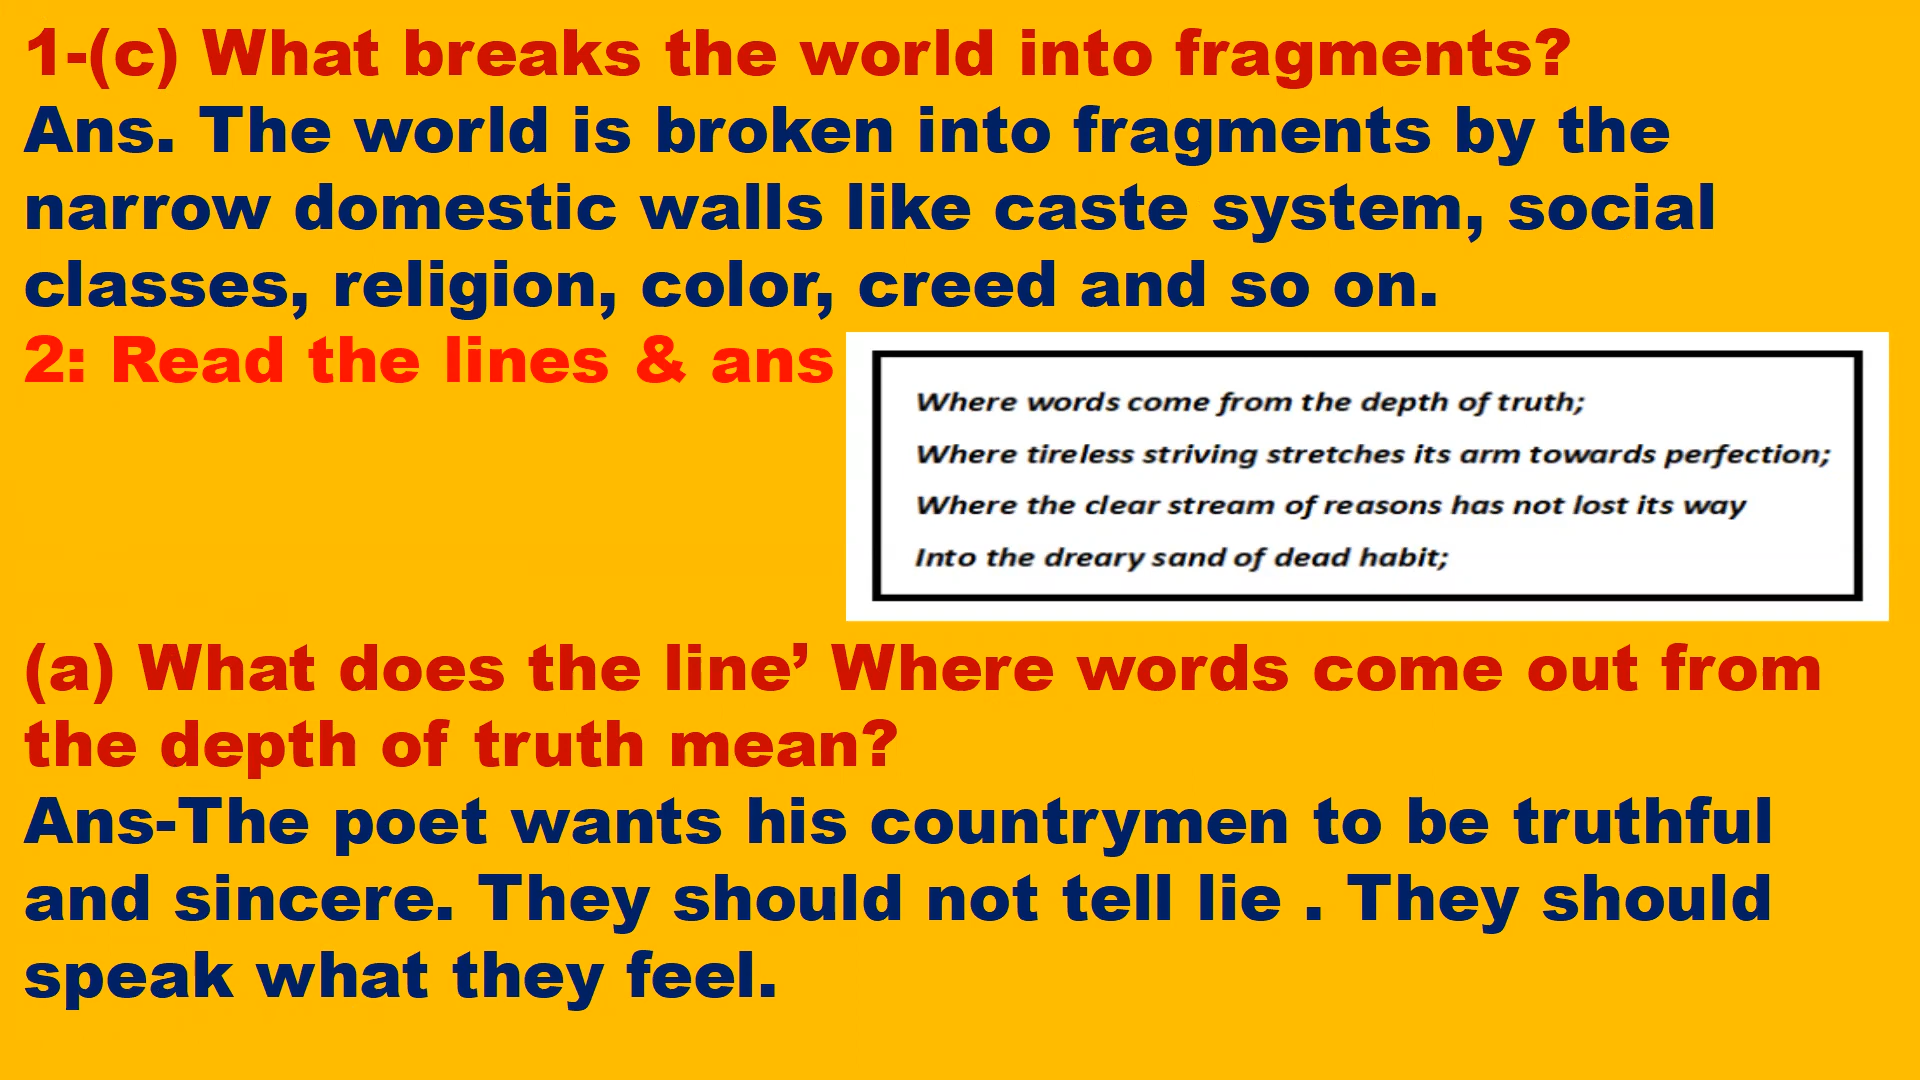 1-(c) What breaks the world into fragments?
Ans. The world is broken into fragments by the
narrow domestic walls like caste system, social
classes, religion, color, creed and so on.
2: Read the lines & ans
Where words come from the depth of truth;
Where tireless striving stretches its arm towards perfection;
Where the clear stream of reasons has not lost its way
Into the dreary sand of dead habit;
(a) What does the line’ Where words come out from
the depth of truth mean?
Ans-The poet wants his countrymen to be truthful
and sincere. They should not tell lie . They should
speak what they feel.